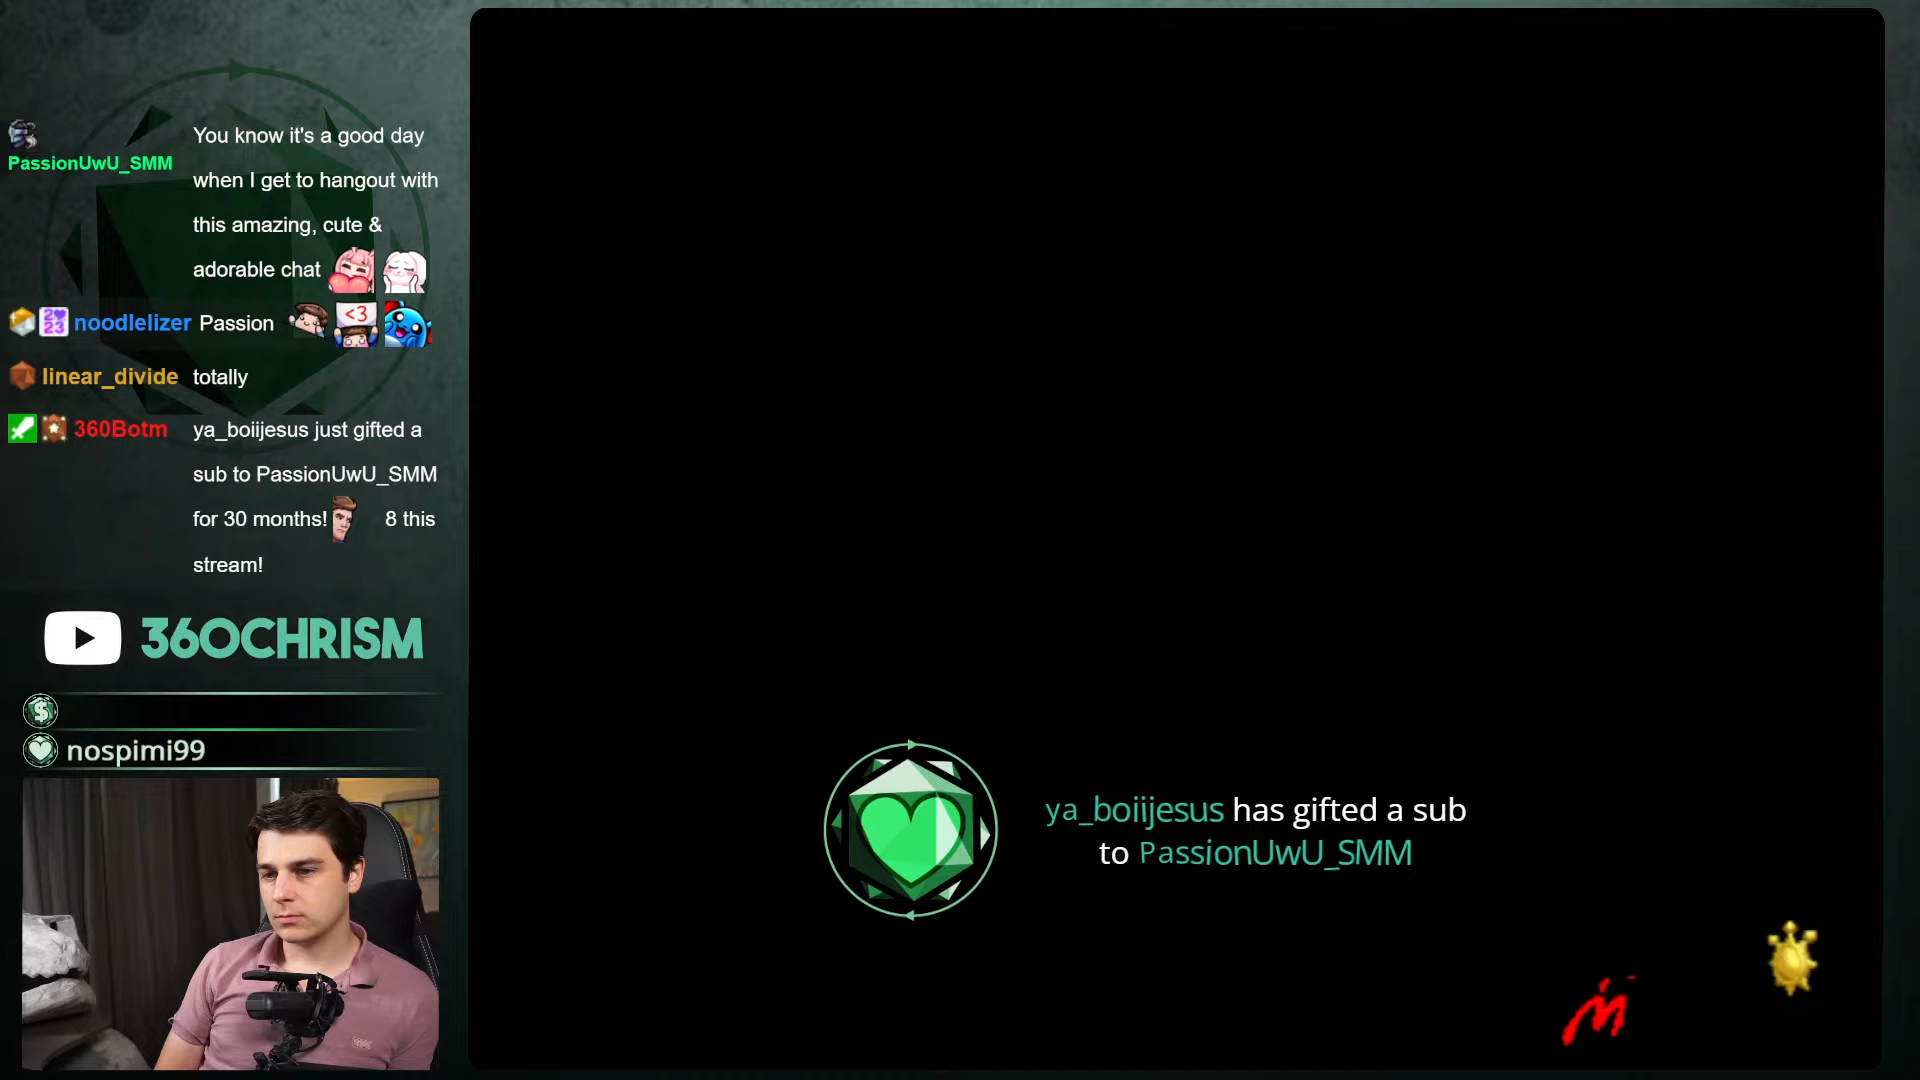 You know it's a good day
PassionUwU_SMM
when I get to hangout with
this amazing, cute &
adorable chat
noodlelizer Passion <3
linear_divide totally
360Botm ya_boiijesus just gifted a
sub to PassionUwU_SMM
for 30 months! 8 this
stream!
360CHRISM
nospimi99
ya_boiijesus has gifted a sub
to PassionUwU_SMM